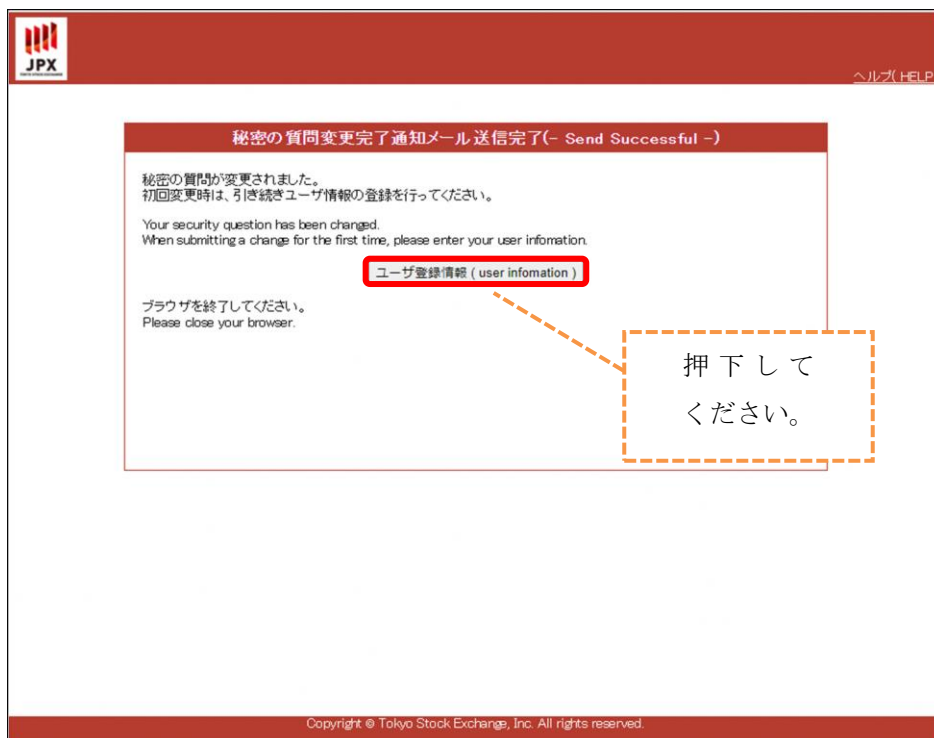 JPX
TOKYO STOCK EXCHANGE
ヘルプ( HELP
秘密の質問変更完了通知メール送信完了(- Send Successful -)
秘密の質問が変更されました。
初回変更時は、引き続きユーザ情報の登録を行ってください。
Your security question has been changed.
When submitting a change for the first time, please enter your user infomation.
ユーザ登録情報 ( user infomation )
ブラウザを終了してください。
Please close your browser.
押下して
ください。
Copyright © Tokyo Stock Exchange, Inc. All rights reserved.